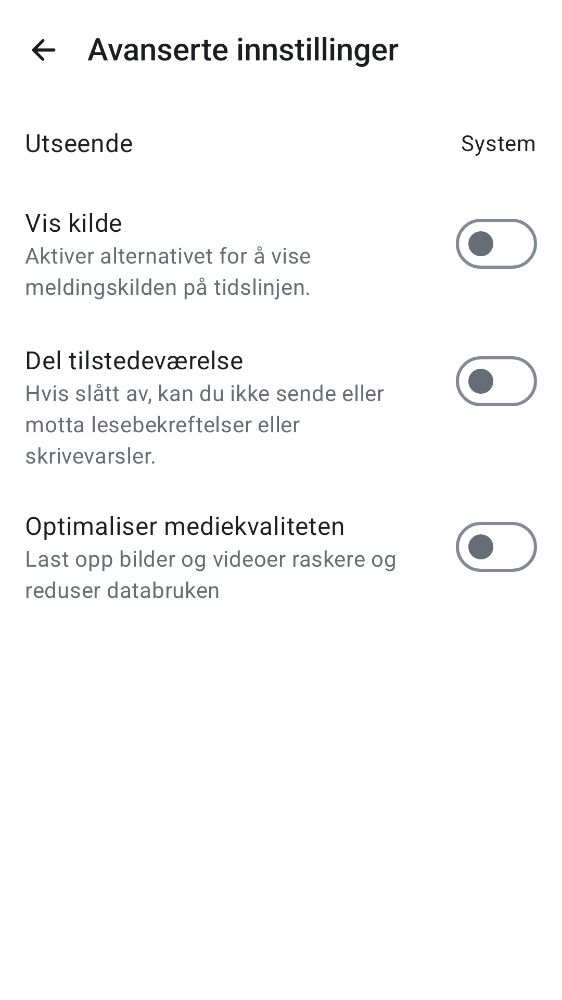 Avanserte innstillinger
Utseende
System
Vis kilde
Aktiver alternativet for å vise
meldingskilden på tidslinjen.
Del tilstedeværelse
Hvis slått av, kan du ikke sende eller
motta lesebekreftelser eller
skrivevarsler.
Optimaliser mediekvaliteten
Last opp bilder og videoer raskere og
reduser databruken